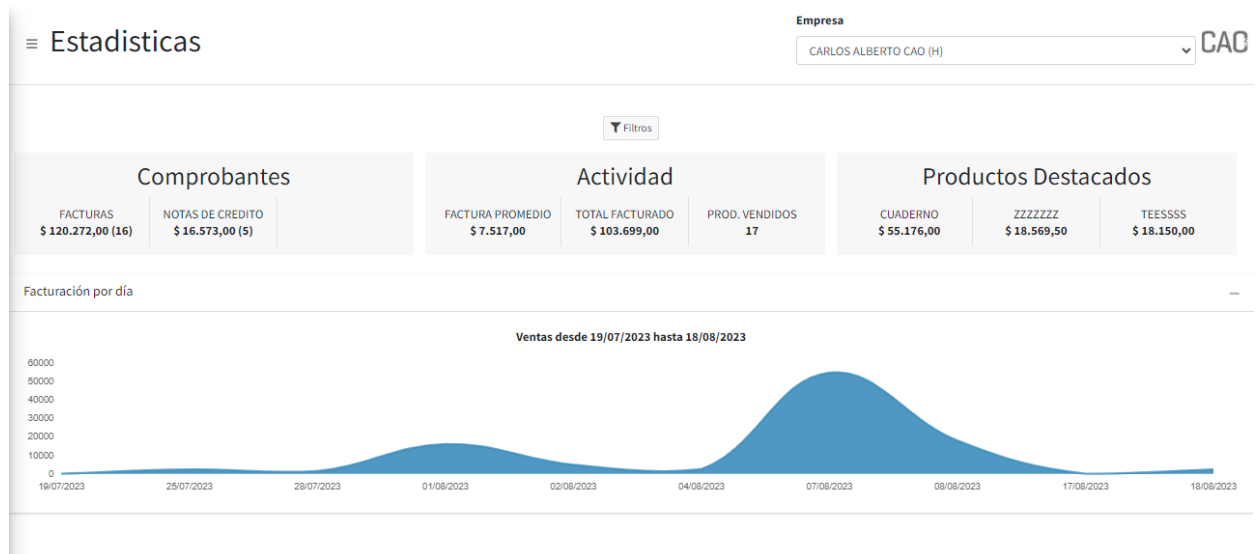 Empresa
≡ Estadisticas
CARLOS ALBERTO CAO (H)
CAO
Filtros
Comprobantes
FACTURAS NOTAS DE CREDITO
$ 120.272,00 (16) $ 16.573,00 (5)
Actividad
FACTURA PROMEDIO TOTAL FACTURADO PROD. VENDIDOS
$ 7.517,00 $ 103.699,00 17
Productos Destacados
CUADERNO ZZZZZZZ TEESSSS
$ 55.176,00 $ 18.569,50 $ 18.150,00
Facturación por día
Ventas desde 19/07/2023 hasta 18/08/2023
60000
50000
40000
30000
20000
10000
0
19/07/2023 25/07/2023 28/07/2023 01/08/2023 02/08/2023 04/08/2023 07/08/2023 08/08/2023 17/08/2023 18/08/2023